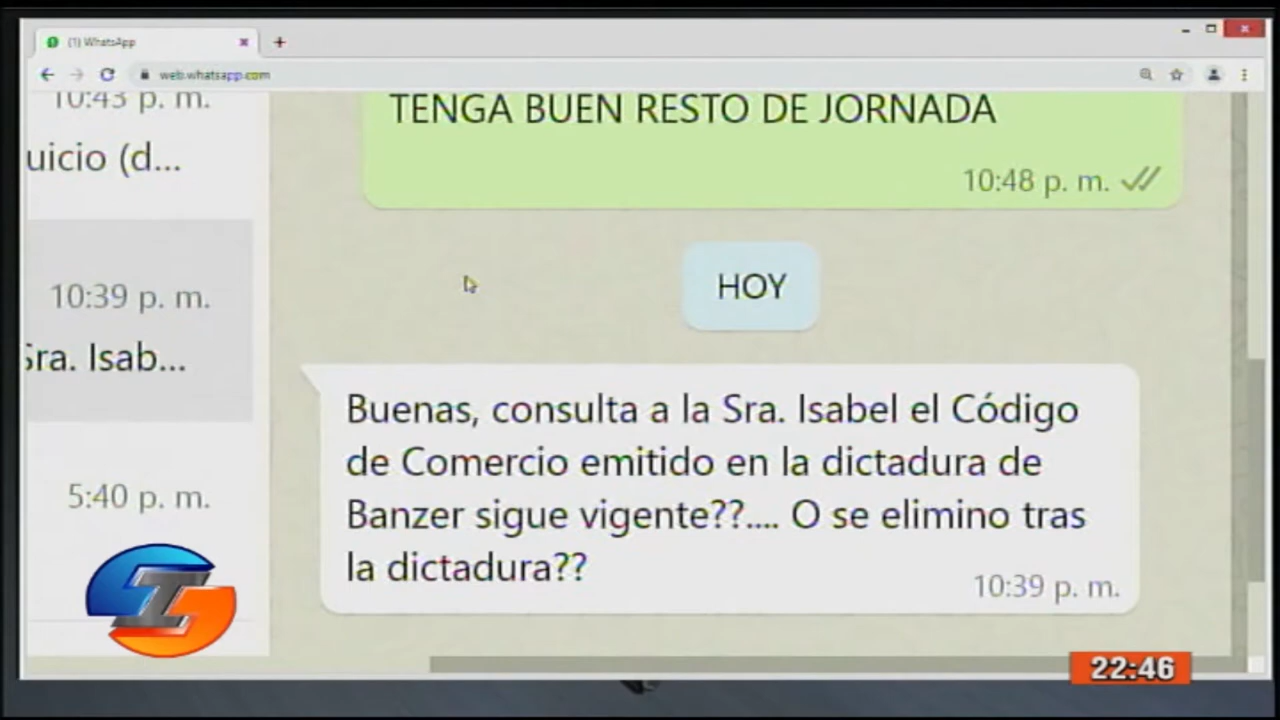 (1) WhatsApp
web.whatsapp.com
10:43 p. m.
uicio (d...
10:39 p. m.
Sra. Isab...
5:40 p. m.
TENGA BUEN RESTO DE JORNADA
10:48 p. m.
HOY
Buenas, consulta a la Sra. Isabel el Código
de Comercio emitido en la dictadura de
Banzer sigue vigente??.... O se elimino tras
la dictadura??
10:39 p. m.
22:46